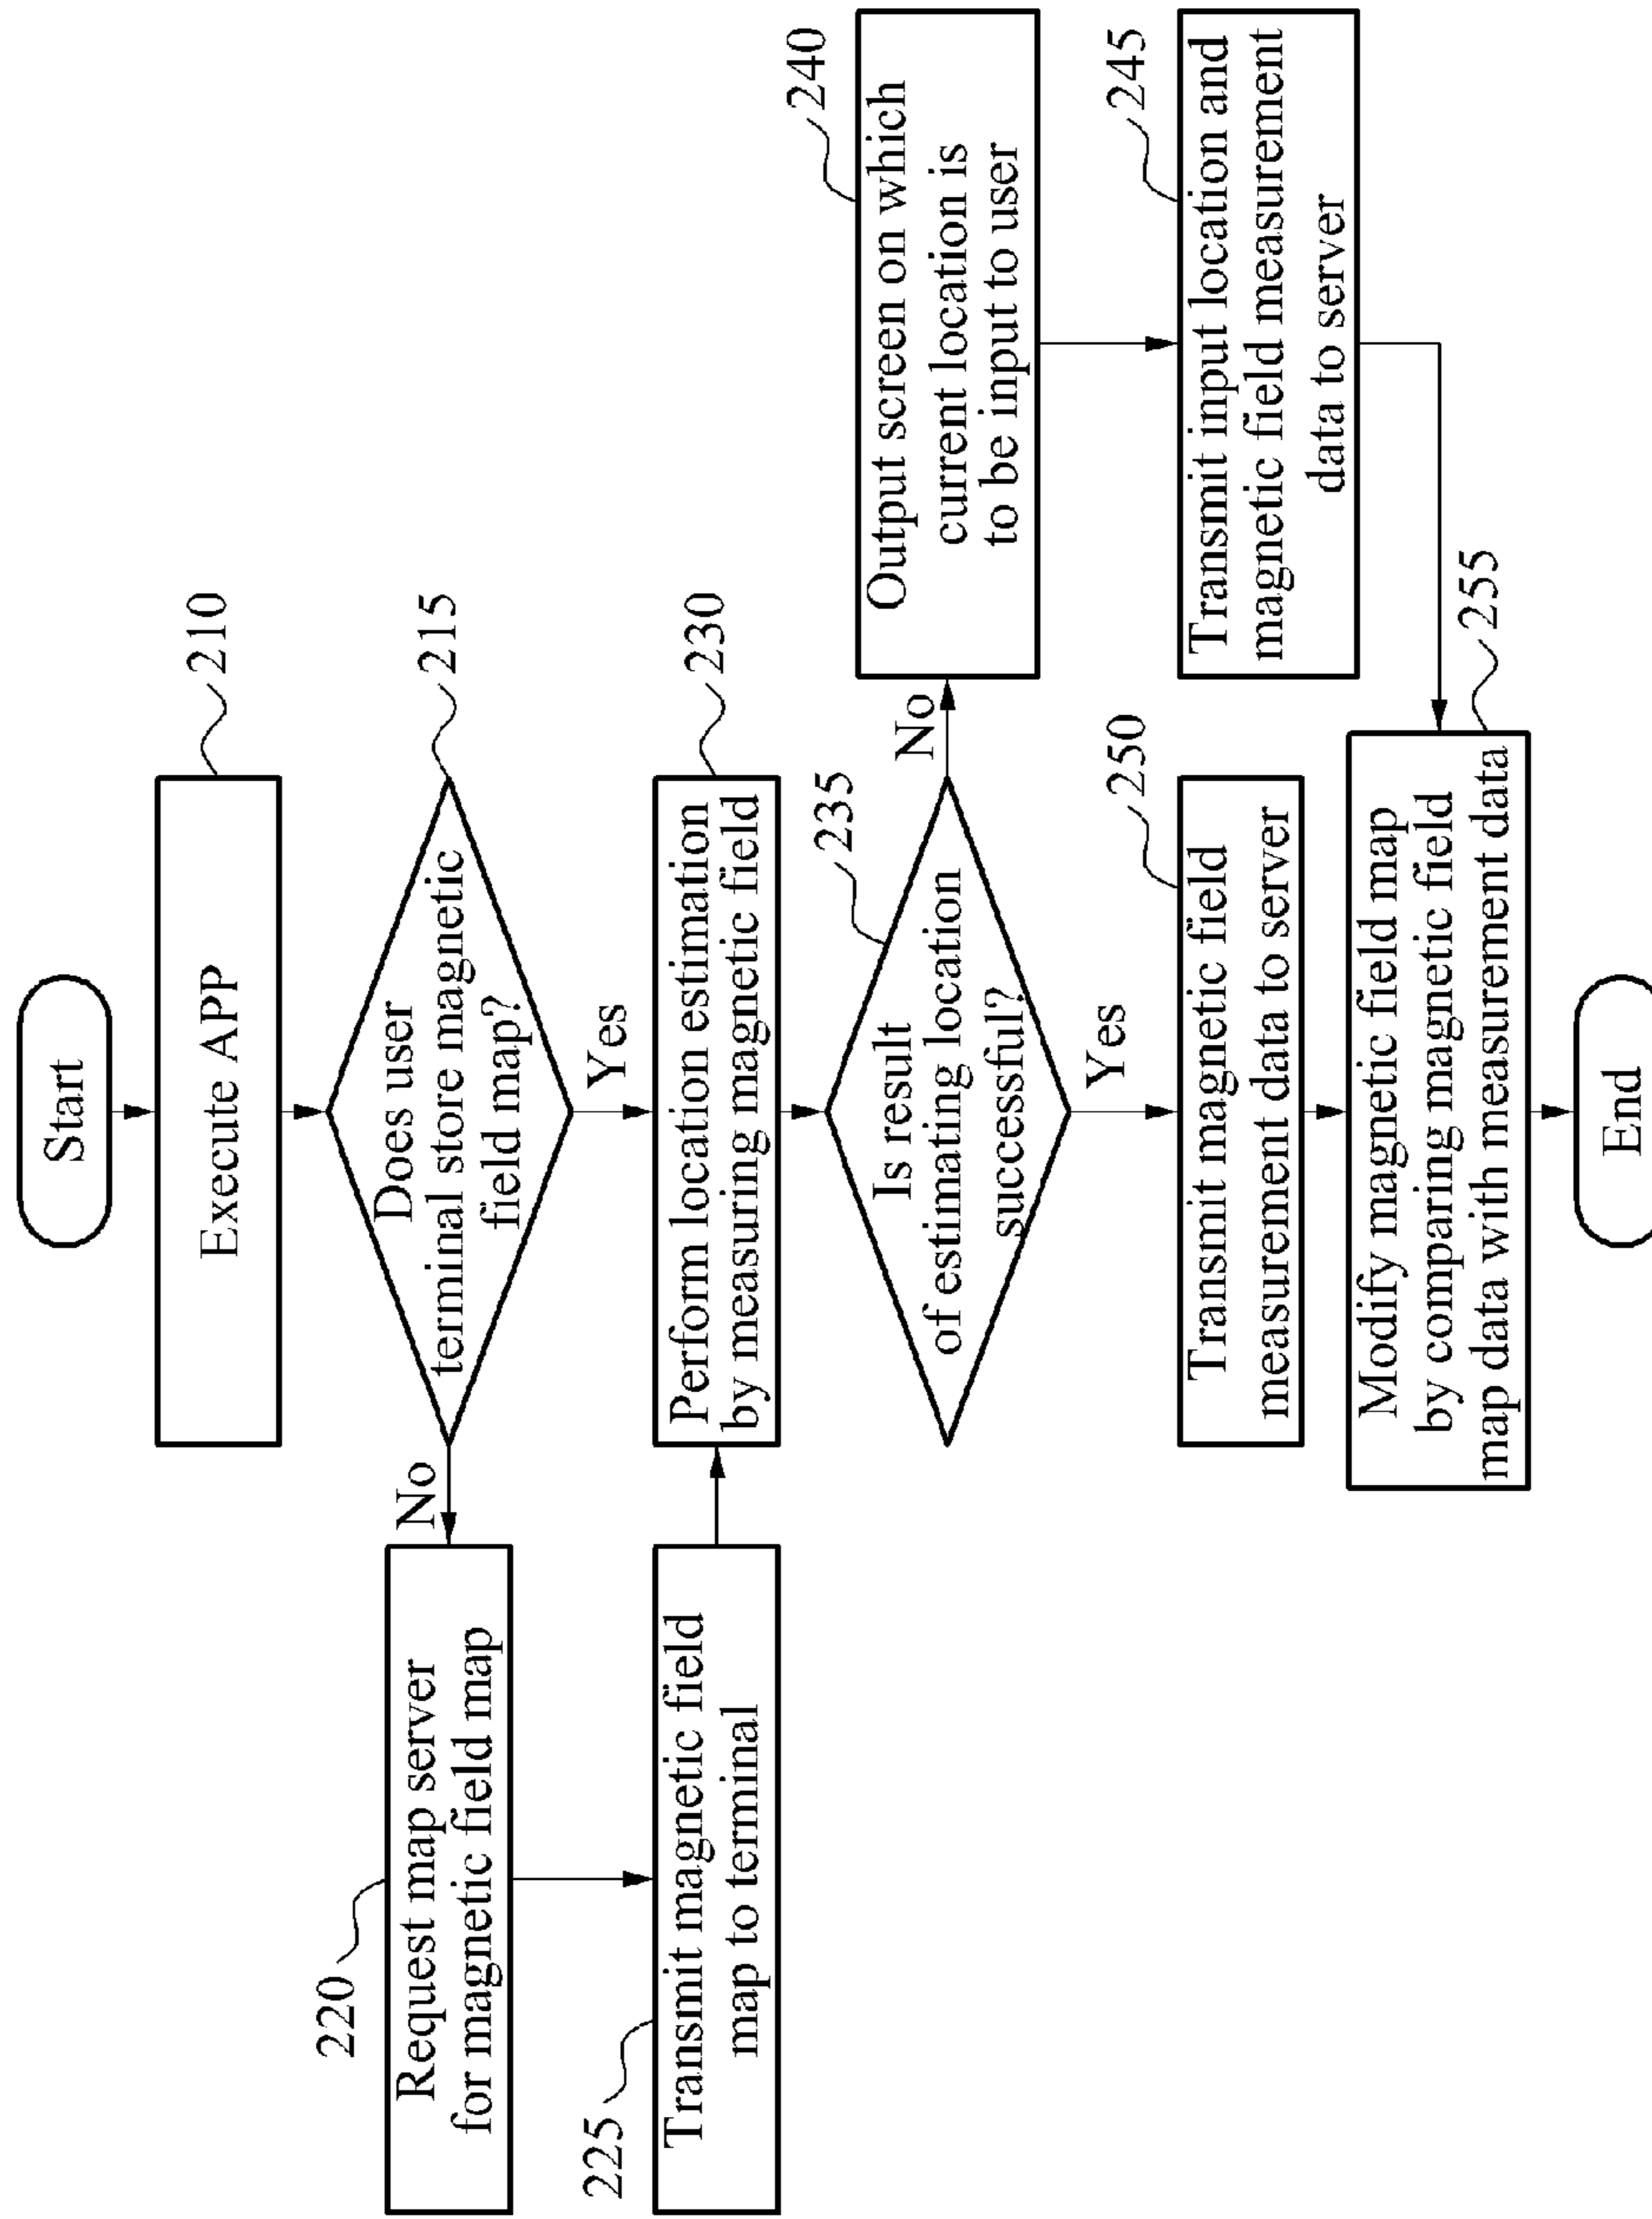 Start
Execute APP
210
Does user
terminal store magnetic
field map?
215
No
Yes
220
Request map server
for magnetic field map
225
Transmit magnetic field
map to terminal
Perform location estimation
by measuring magnetic field
230
Is result
of estimating location
successful?
235
No
Yes
240
Output screen on which
current location is
to be input to user
245
Transmit input location and
magnetic field measurement
data to server
250
Transmit magnetic field
measurement data to server
255
Modify magnetic field map
by comparing magnetic field
map data with measurement data
End